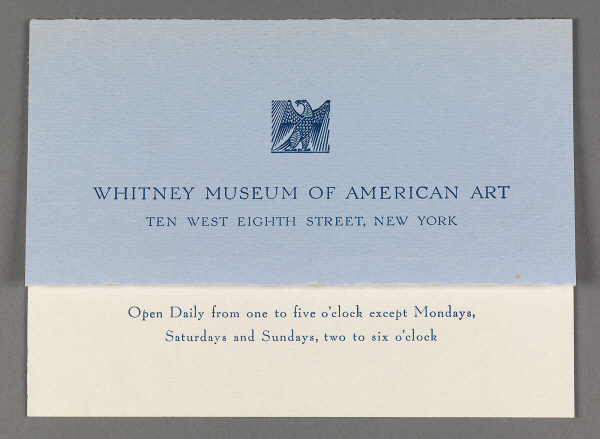 WHITNEY MUSEUM OF AMERICAN ART
TEN WEST EIGHTH STREET, NEW YORK
Open Daily from one to five o'clock except Mondays,
Saturdays and Sundays, two to six o'clock